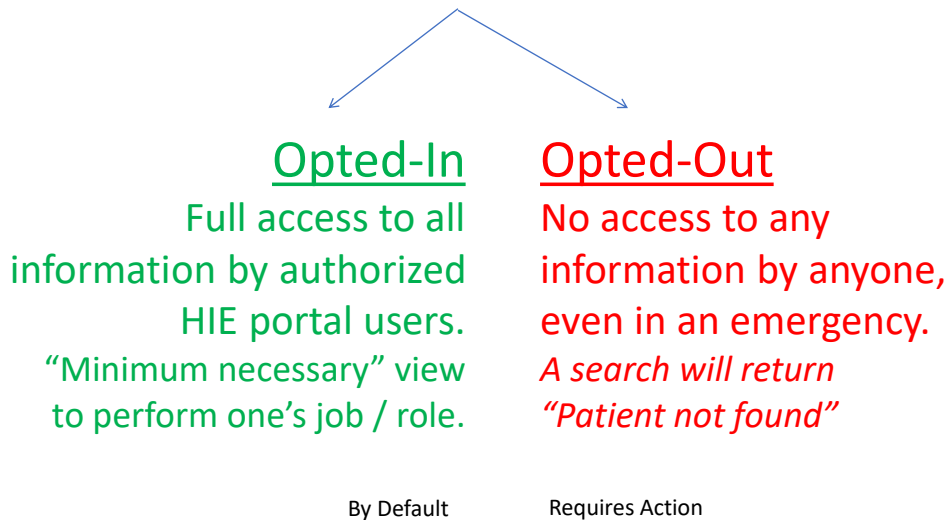 Opted-In
Full access to all
information by authorized
HIE portal users.
“Minimum necessary” view
to perform one’s job / role.
By Default
Opted-Out
No access to any
information by anyone,
even in an emergency.
A search will return
“Patient not found”
Requires Action